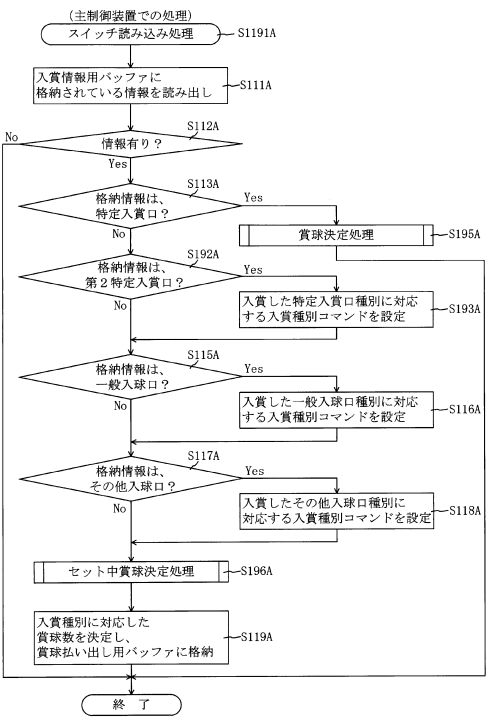 (主制御装置での処理)
スイッチ読み込み処理
S1191A
入賞情報用バッファに
格納されている情報を読み出し
S111A
情報有り？
S112A
No
Yes
格納情報は、
特定入賞口？
S113A
Yes
No
賞球決定処理
S195A
格納情報は、
第２特定入賞口？
S192A
Yes
No
入賞した特定入賞口種別に対応
する入賞種別コマンドを設定
S193A
格納情報は、
一般入球口？
S115A
Yes
No
入賞した一般入球口種別に対応
する入賞種別コマンドを設定
S116A
格納情報は、
その他入球口？
S117A
Yes
No
入賞したその他入球口種別に
対応する入賞種別コマンドを設定
S118A
セット中賞球決定処理
S196A
入賞種別に対応した
賞球数を決定し、
賞球払い出し用バッファに格納
S119A
終　了